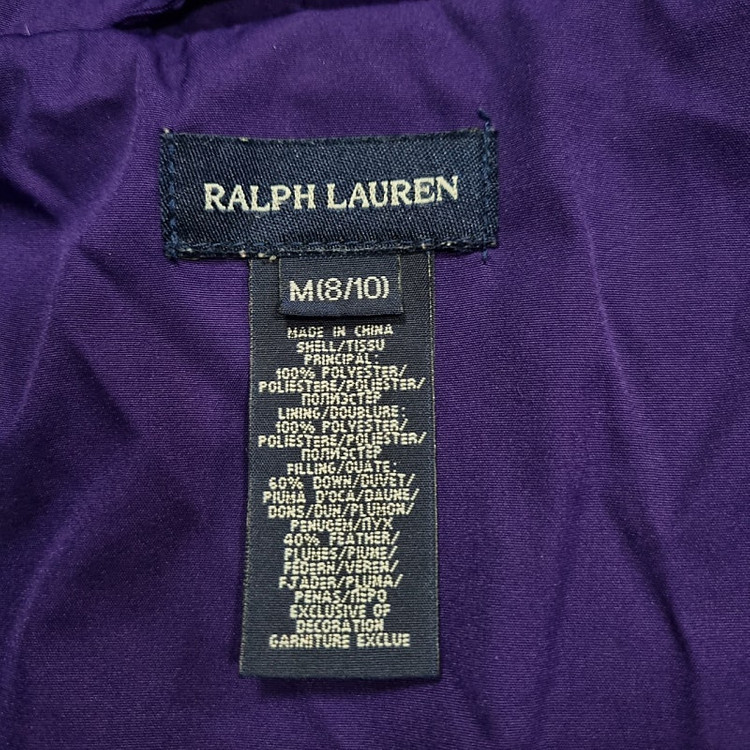 RALPH LAUREN
M(8/10)
MADE IN CHINA
SHELL/TISSU
PRINCIPAL:
100% POLYESTER/
POLIESTERE/POLIESTER/
ПОЛИЭСТЕР
LINING/DOUBLURE:
100% POLYESTER/
POLIESTERE/POLIESTER/
ПОЛИЭСТЕР
FILLING/OUATE:
60% DOWN/DUVET/
PIUMA D'OCA/DAUNE/
DONS/DUN/PLUMON/
PENUGEM/ПУХ
40% FEATHER/
PLUMES/PIUME/
FEDERN/VEREN/
FJADER/PLUMA/
PENAS/ПЕРО
EXCLUSIVE OF
DECORATION
GARNITURE EXCLUE